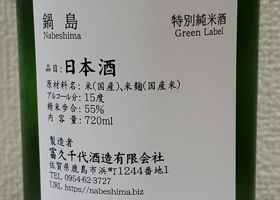 鍋島
Nabeshima
特別純米酒
Green Label
品目：日本酒
原材料名：米(国産)、米麹(国産米)
アルコール分：15度
精米歩合：55%
内容量：720ml
製造者
富久千代酒造有限会社
佐賀県鹿島市浜町1244番地1
TEL 0954-62-3727
URL https://nabeshima.biz